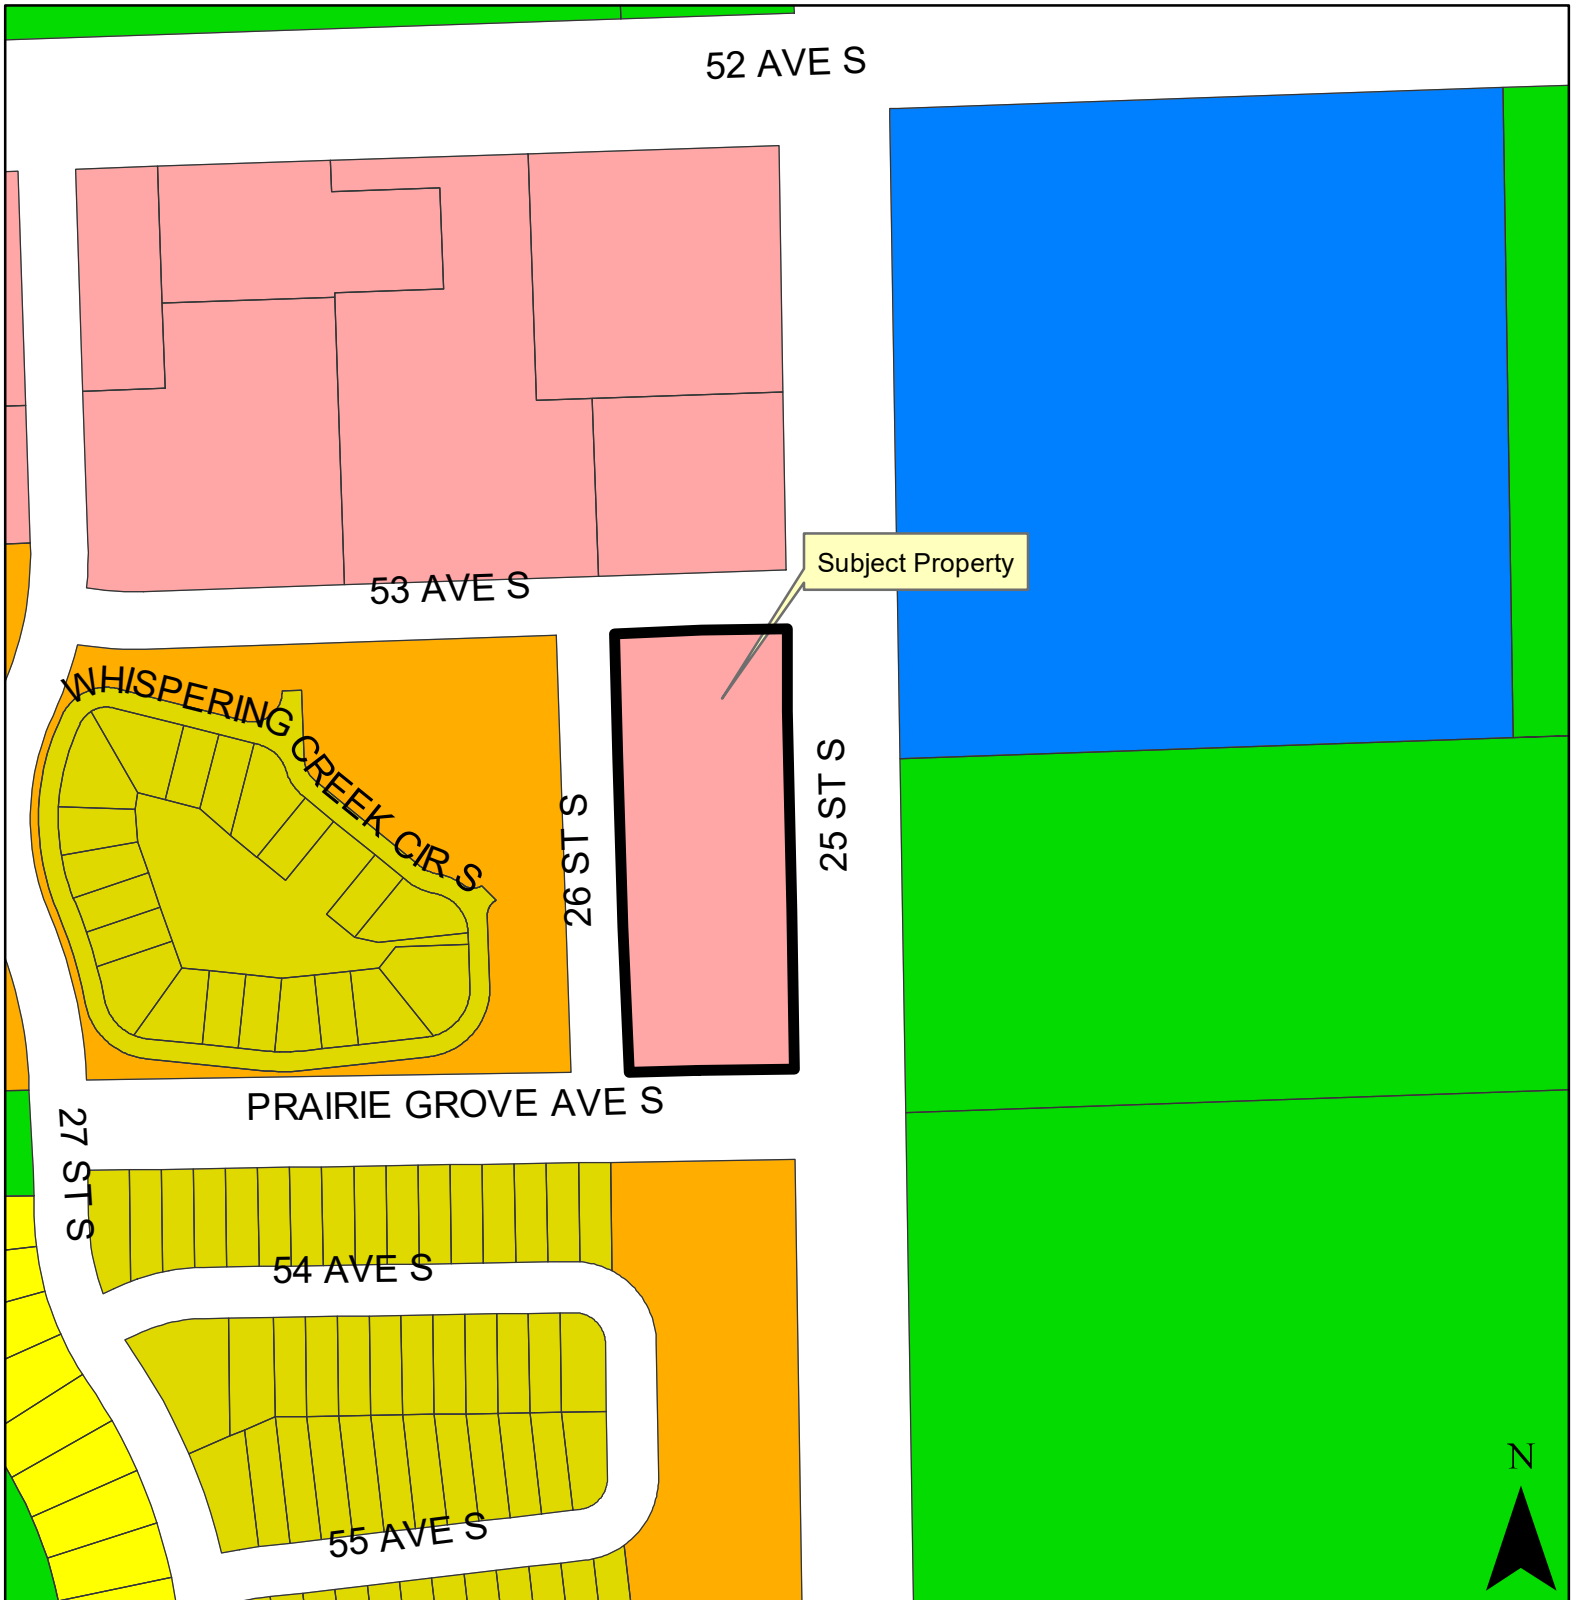 52 AVE S
Subject Property
53 AVE S
WHISPERING CREEK CIR S
26 ST S
25 ST S
PRAIRIE GROVE AVE S
27 ST S
54 AVE S
N
55 AVE S